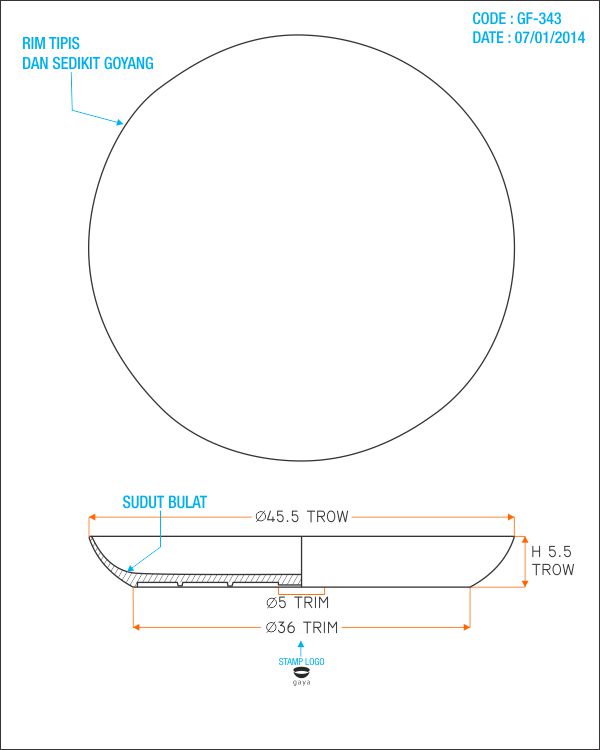 CODE : GF-343
DATE : 07/01/2014
RIM TIPIS
DAN SEDIKIT GOYANG
SUDUT BULAT
Ø45.5 TROW
H 5.5
TROW
Ø5 TRIM
Ø36 TRIM
STAMP LOGO
gaya